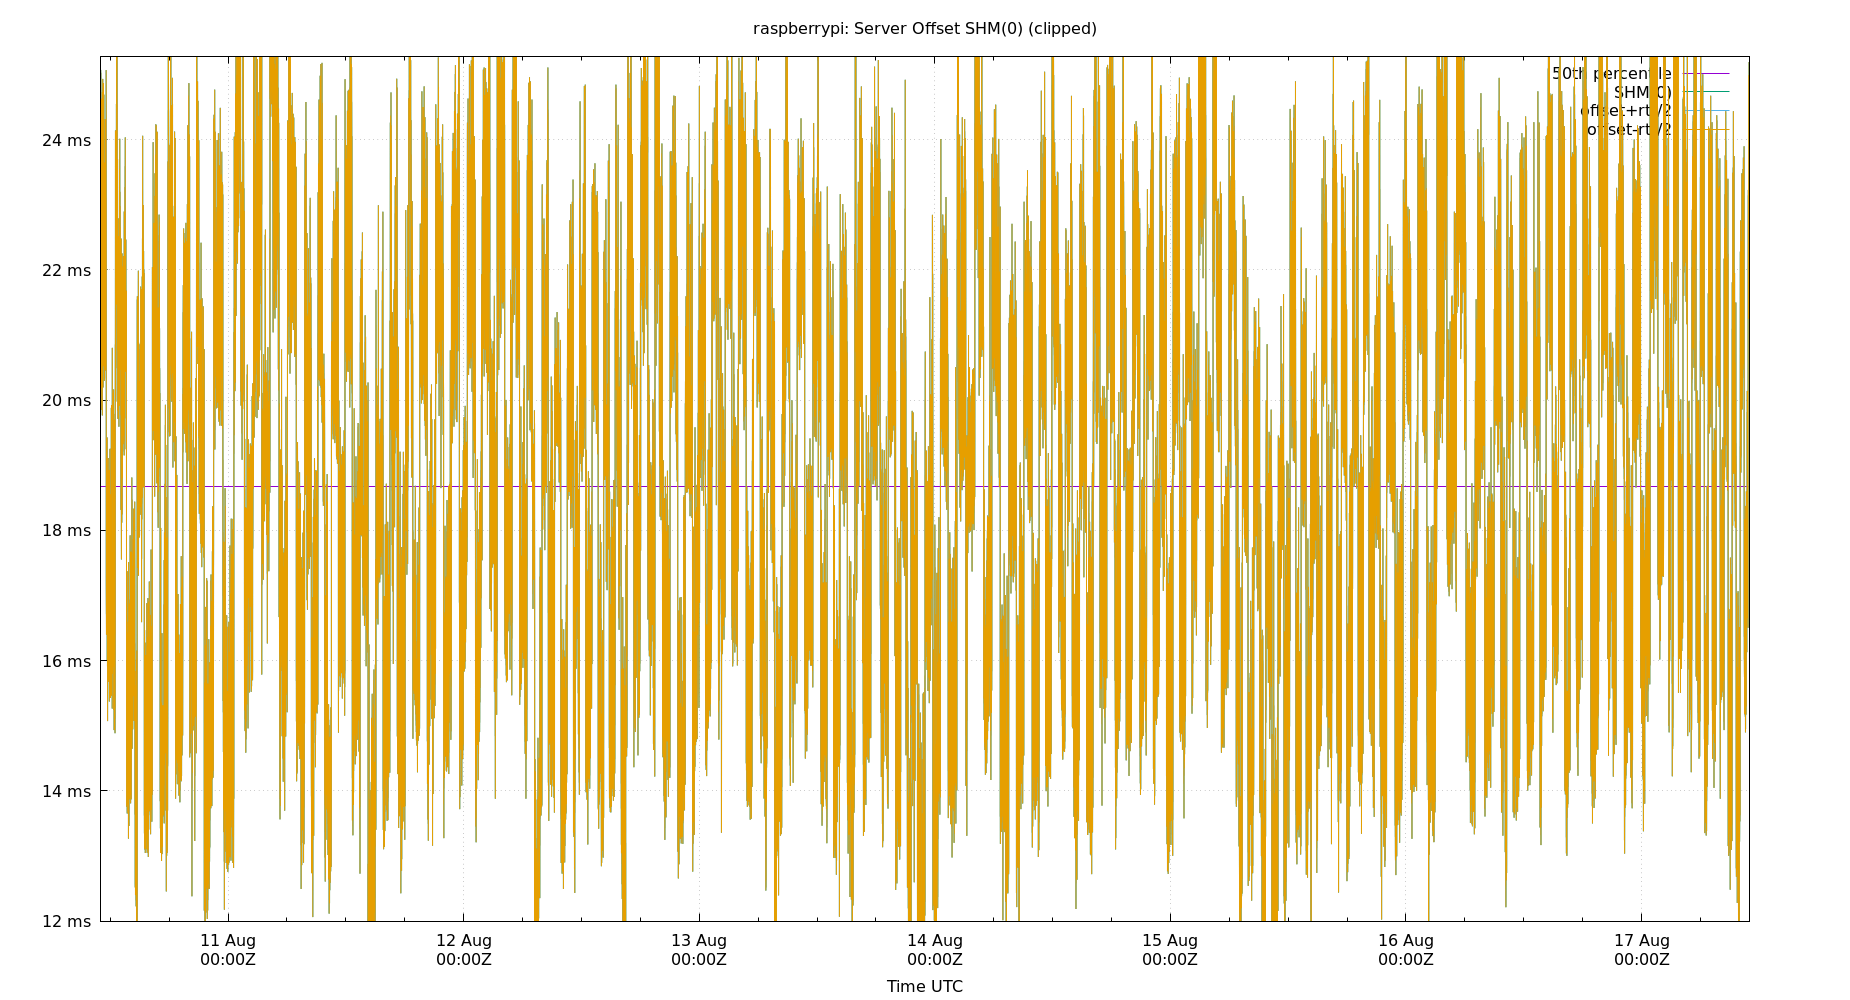 raspberrypi: Server Offset SHM(0) (clipped)
50th percentile
SHM(0)
offset+rtt/2
offset-rtt/2
24 ms
22 ms
20 ms
18 ms
16 ms
14 ms
12 ms
11 Aug 12 Aug 13 Aug 14 Aug 15 Aug 16 Aug 17 Aug
00:00Z 00:00Z 00:00Z 00:00Z 00:00Z 00:00Z 00:00Z
Time UTC